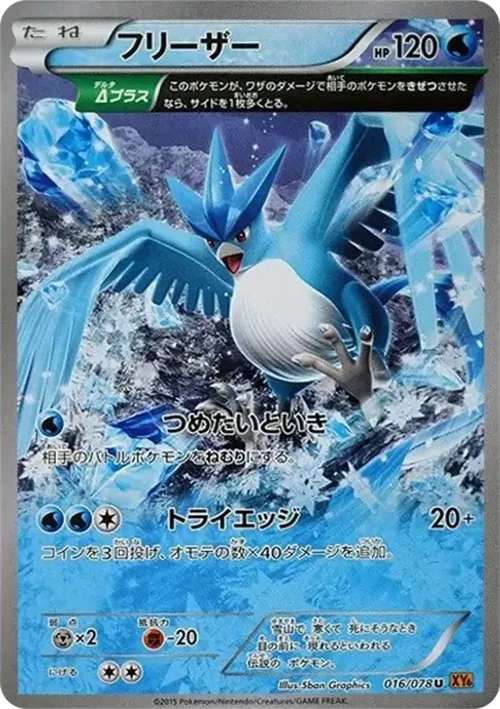 たね
フリーザー
HP120
デルタ
Δプラス
このポケモンが、ワザのダメージで相手のポケモンをきぜつさせた
なら、サイドを1枚多くとる。
つめたいといき
相手のバトルポケモンをねむりにする。
トライエッジ 20+
コインを3回投げ、オモテの数×40ダメージを追加。
弱点 ×2 抵抗力 -20
にげる
雪山で 寒くて 死にそうなとき
目の前に 現れるといわれる
伝説の ポケモン。
Illus. 5ban Graphics 016/078 U XY6
©2015 Pokémon/Nintendo/Creatures/GAME FREAK.